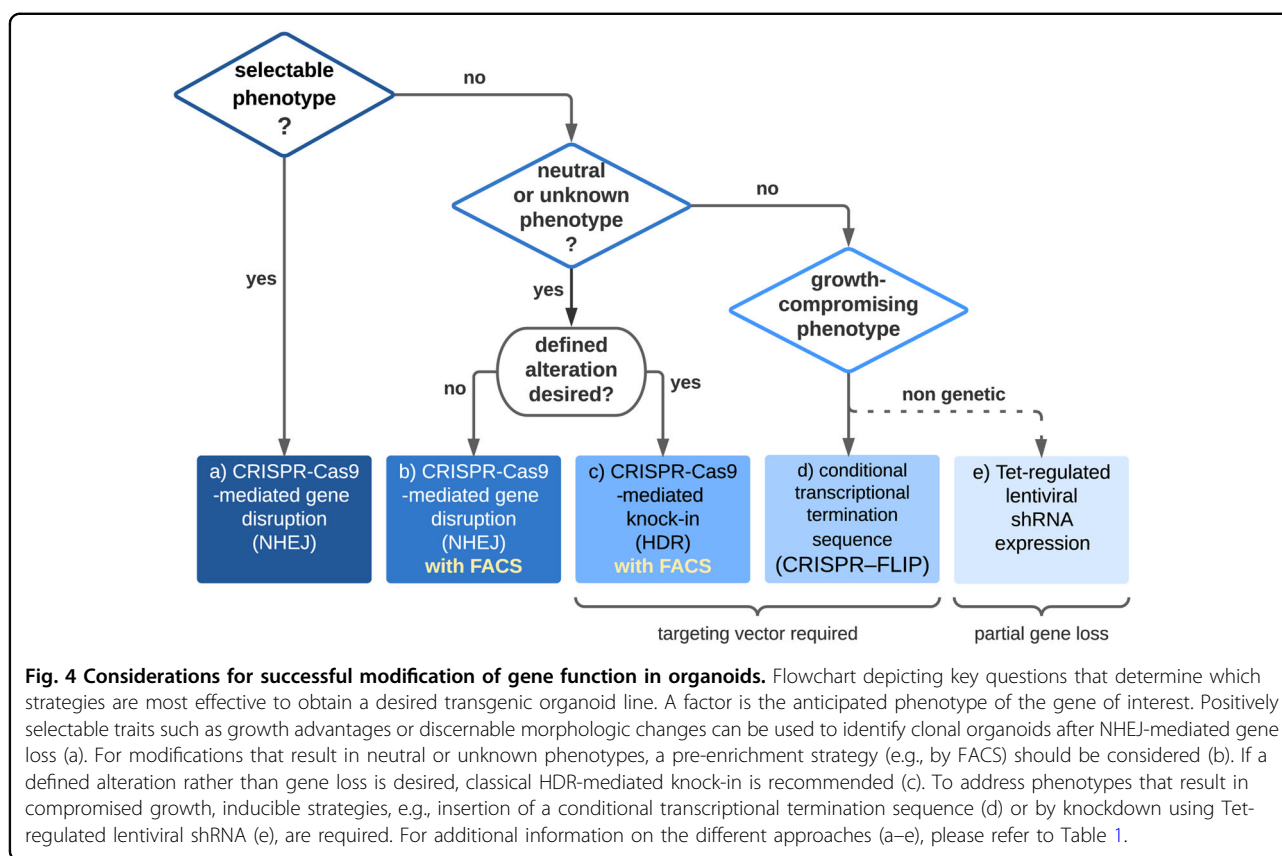 selectable
phenotype
?
no
neutral
or unknown
phenotype
?
no
yes
growth-
compromising
phenotype
yes
defined
alteration
desired?
no
yes
non genetic
a) CRISPR-Cas9
-mediated gene
disruption
(NHEJ)
b) CRISPR-Cas9
-mediated gene
disruption
(NHEJ)
with FACS
c) CRISPR-Cas9
-mediated
knock-in
(HDR)
with FACS
d) conditional
transcriptional
termination
sequence
(CRISPR–FLIP)
e) Tet-regulated
lentiviral
shRNA
expression
targeting vector required
partial gene loss
Fig. 4 Considerations for successful modification of gene function in organoids. Flowchart depicting key questions that determine which
strategies are most effective to obtain a desired transgenic organoid line. A factor is the anticipated phenotype of the gene of interest. Positively
selectable traits such as growth advantages or discernable morphologic changes can be used to identify clonal organoids after NHEJ-mediated gene
loss (a). For modifications that result in neutral or unknown phenotypes, a pre-enrichment strategy (e.g., by FACS) should be considered (b). If a
defined alteration rather than gene loss is desired, classical HDR-mediated knock-in is recommended (c). To address phenotypes that result in
compromised growth, inducible strategies, e.g., insertion of a conditional transcriptional termination sequence (d) or by knockdown using Tet-
regulated lentiviral shRNA (e), are required. For additional information on the different approaches (a–e), please refer to Table 1.